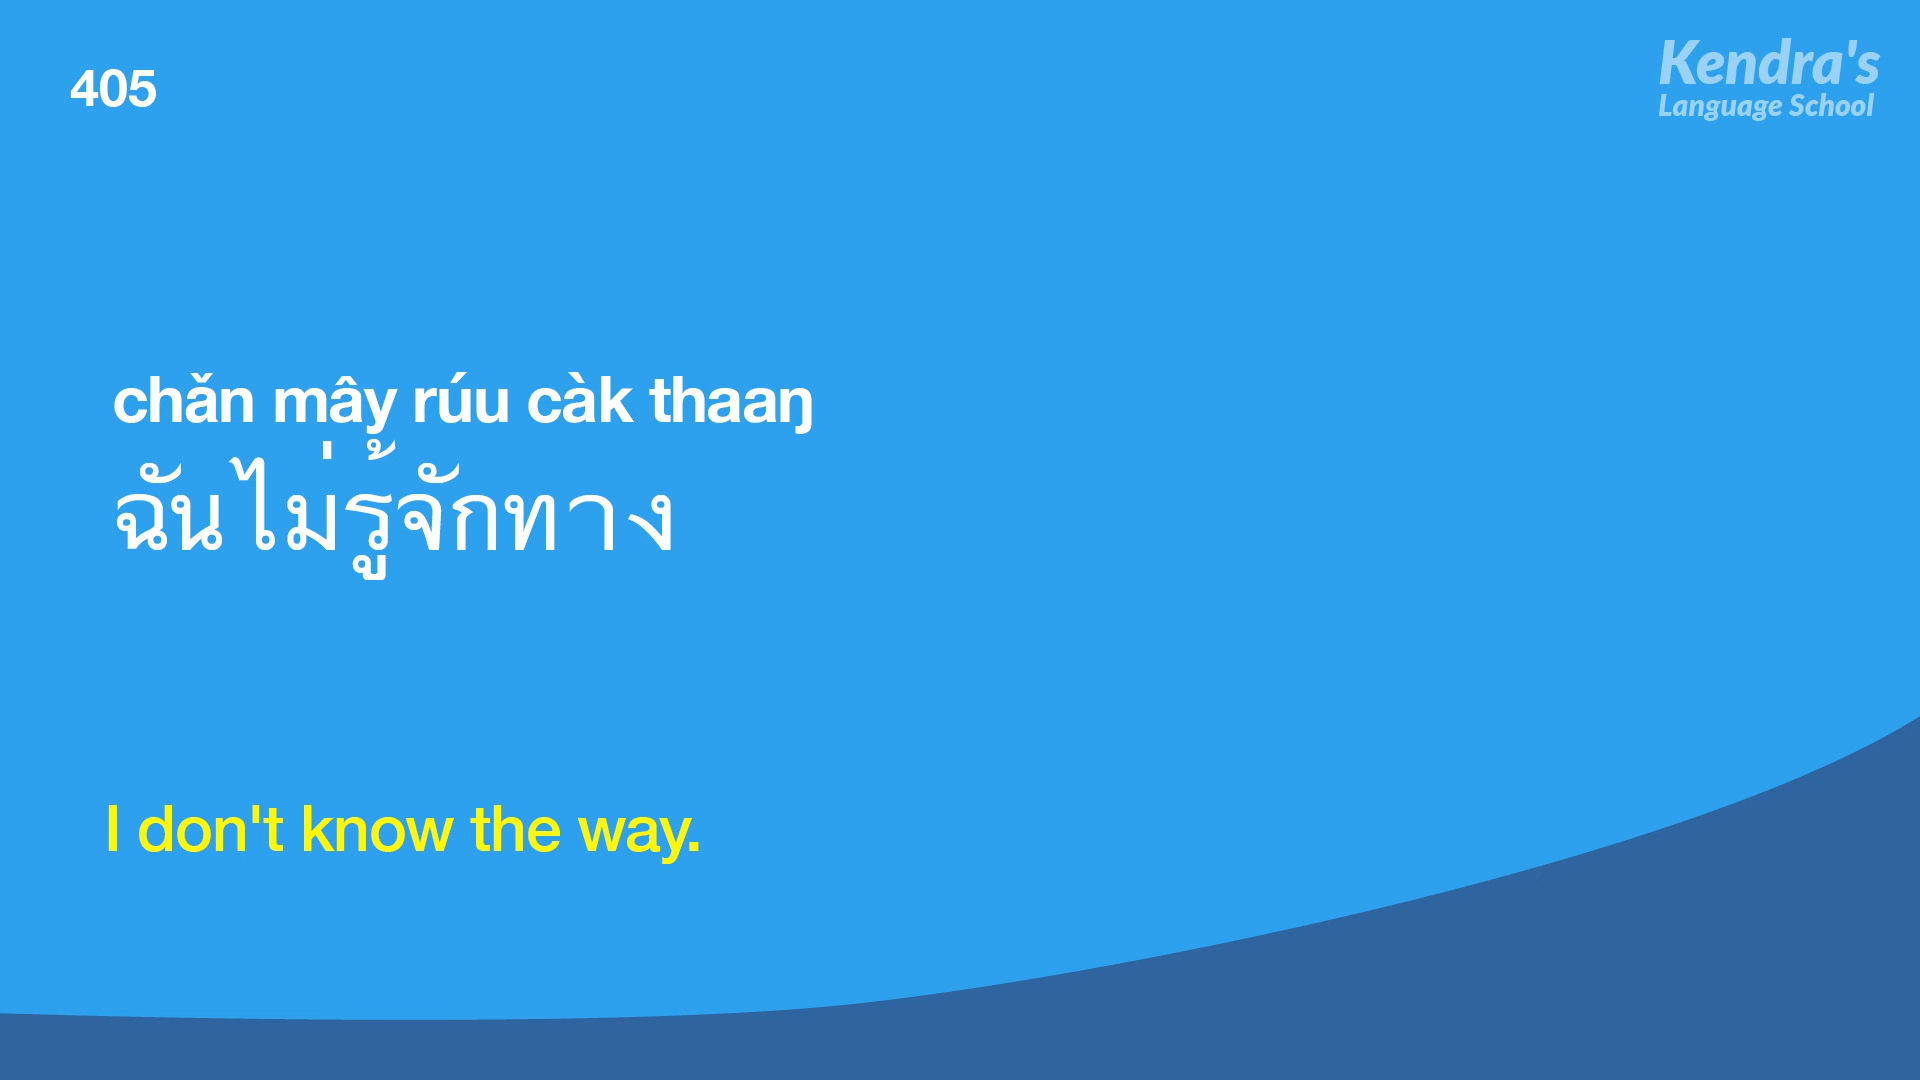 405
Kendra's
Language School
chǎn mây rúu càk thaaŋ
ฉันไม่รู้จักทาง
I don't know the way.